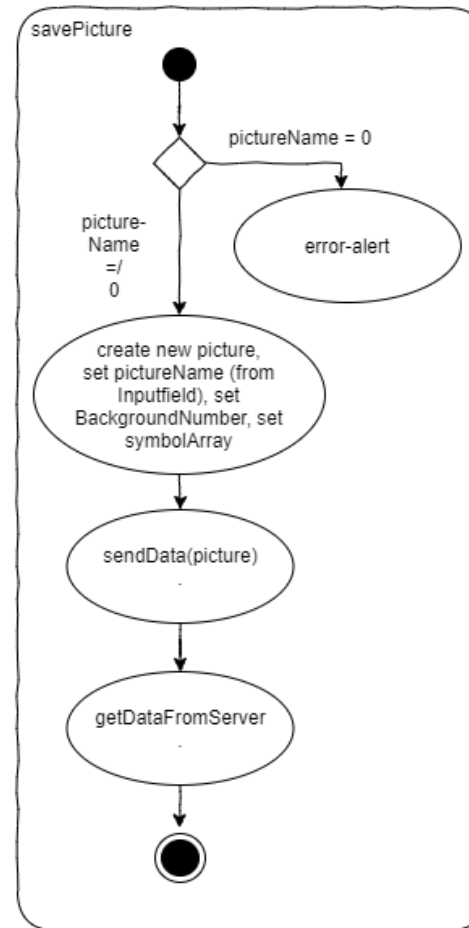 savePicture
pictureName = 0
error-alert
picture-
Name
=/
0
create new picture,
set pictureName (from
Inputfield), set
BackgroundNumber, set
symbolArray
sendData(picture)
.
getDataFromServer
.